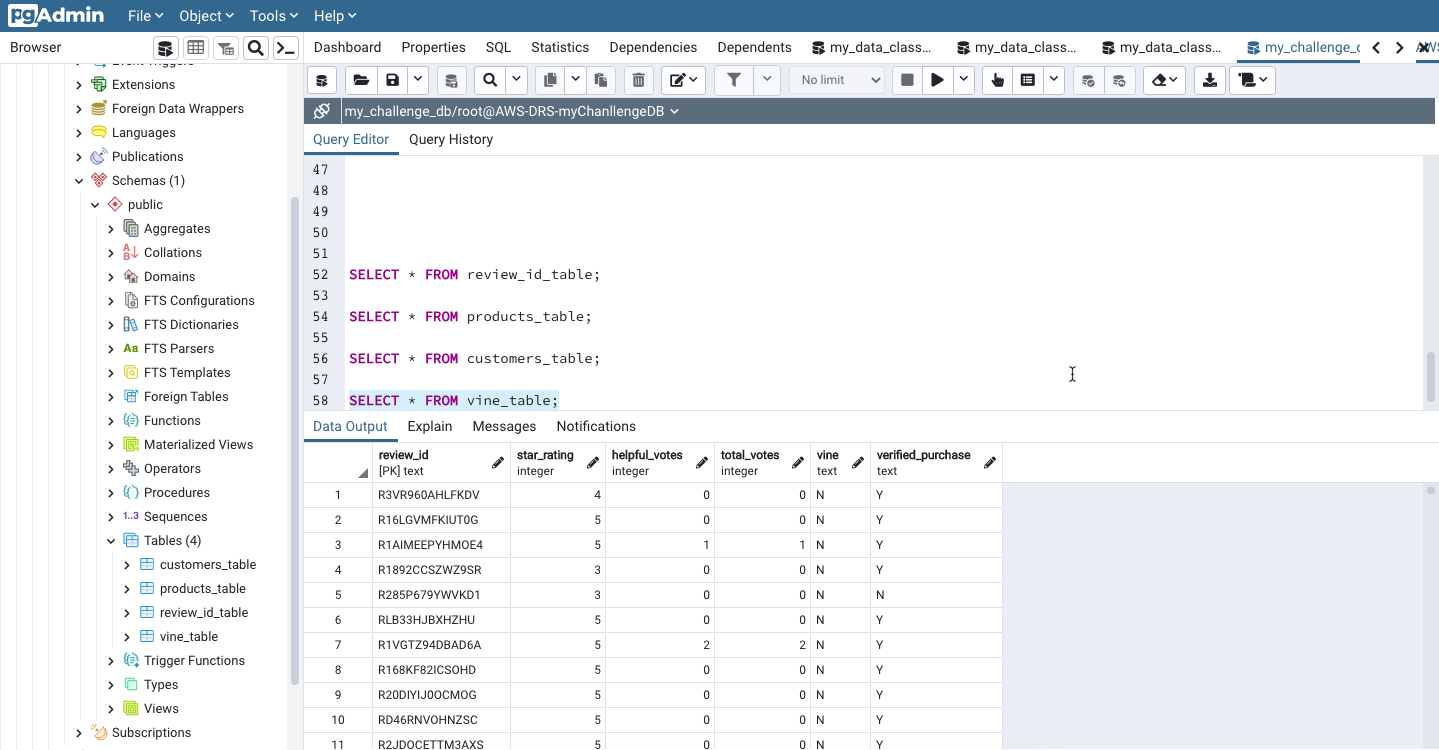 pgAdmin File Object Tools Help
Browser
Dashboard Properties SQL Statistics Dependencies Dependents my_data_class... my_data_class... my_data_class... my_challenge_d AWS
No limit
my_challenge_db/root@AWS-DRS-myChanllengeDB
Query Editor Query History
Event Triggers
Extensions
Foreign Data Wrappers
Languages
Publications
Schemas (1)
public
Aggregates
Collations
Domains
FTS Configurations
FTS Dictionaries
Aa FTS Parsers
FTS Templates
Foreign Tables
Functions
Materialized Views
Operators
Procedures
1..3 Sequences
Tables (4)
customers_table
products_table
review_id_table
vine_table
Trigger Functions
Types
Views
Subscriptions
47
48
49
50
51
52 SELECT * FROM review_id_table;
53
54 SELECT * FROM products_table;
55
56 SELECT * FROM customers_table;
57
58 SELECT * FROM vine_table;
Data Output Explain Messages Notifications
review_id star_rating helpful_votes total_votes vine verified_purchase
[PK] text integer integer integer text text
1 R3VR960AHLFKDV 4 0 0 N Y
2 R16LGVMFKIUT0G 5 0 0 N Y
3 R1AIMEEPYHMOE4 5 1 1 N Y
4 R1892CCSZWZ9SR 3 0 0 N Y
5 R285P679YWVKD1 3 0 0 N N
6 RLB33HJBXHZHU 5 0 0 N Y
7 R1VGTZ94DBAD6A 5 2 2 N Y
8 R168KF82ICSOHD 5 0 0 N Y
9 R20DIYIJ0OCMOG 5 0 0 N Y
10 RD46RNVOHNZSC 5 0 0 N Y
11 R2JDOCETTM3AXS 5 0 0 N Y